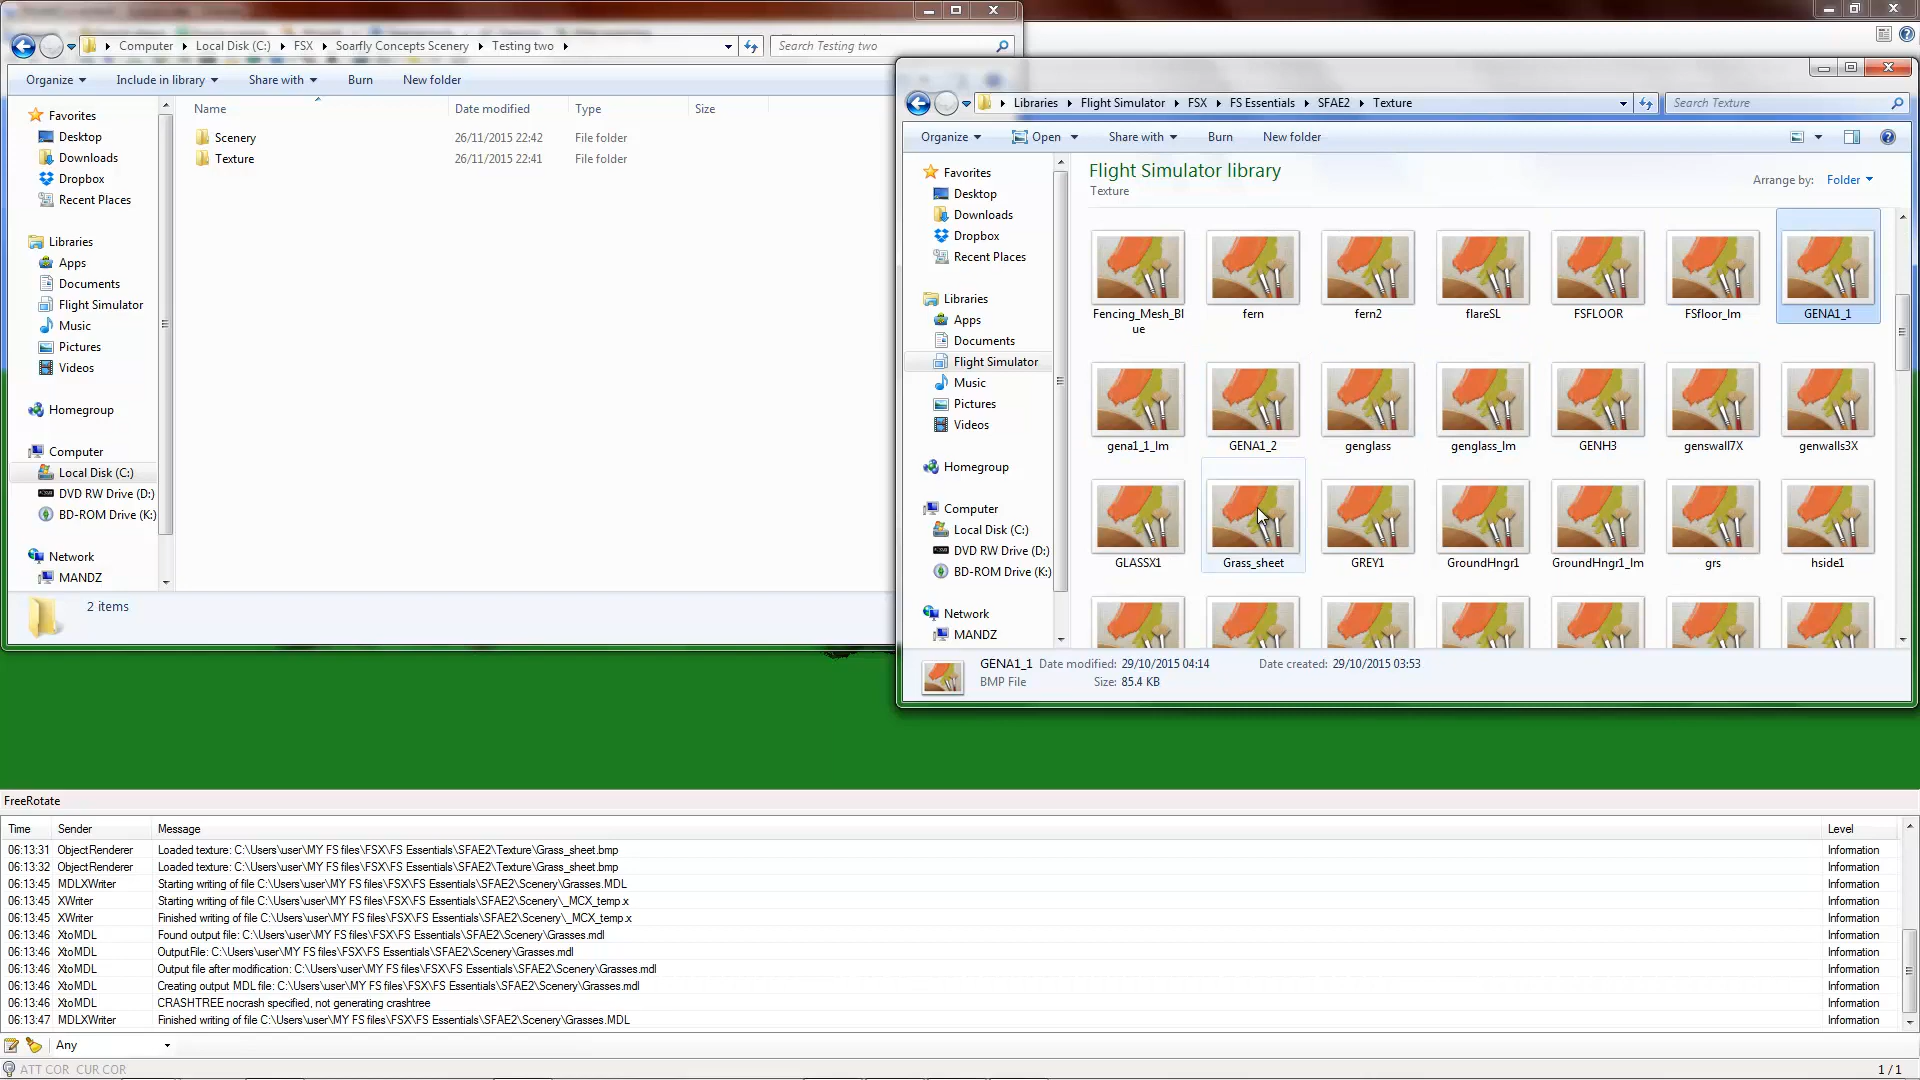 Computer Local Disk (C:) FSX Soarfly Concepts Scenery Testing two
Search Testing two
Organize Include in library Share with Burn New folder
Favorites
Desktop
Downloads
Dropbox
Recent Places
Libraries
Apps
Documents
Flight Simulator
Music
Pictures
Videos
Homegroup
Computer
Local Disk (C:)
DVD RW Drive (D:)
BD-ROM Drive (K:)
Network
MANDZ
Name Date modified Type Size
Scenery 26/11/2015 22:42 File folder
Texture 26/11/2015 22:41 File folder
2 items
Libraries Flight Simulator FSX FS Essentials SFAE2 Texture
Search Texture
Organize Open Share with Burn New folder
Favorites
Desktop
Downloads
Dropbox
Recent Places
Libraries
Apps
Documents
Flight Simulator
Music
Pictures
Videos
Homegroup
Computer
Local Disk (C:)
DVD RW Drive (D:)
BD-ROM Drive (K:)
Network
MANDZ
Flight Simulator library
Texture
Arrange by: Folder
Fencing_Mesh_Bl
ue
fern
fern2
flareSL
FSFLOOR
FSfloor_lm
GENA1_1
gena1_1_lm
GENA1_2
genglass
genglass_lm
GENH3
genswall7X
genwalls3X
GLASSX1
Grass_sheet
GREY1
GroundHngr1
GroundHngr1_lm
grs
hside1
GENA1_1 Date modified: 29/10/2015 04:14 Date created: 29/10/2015 03:53
BMP File Size: 85.4 KB
FreeRotate
Time Sender Message Level
06:13:31 ObjectRenderer Loaded texture: C:\Users\user\MY FS files\FSX\FS Essentials\SFAE2\Texture\Grass_sheet.bmp Information
06:13:32 ObjectRenderer Loaded texture: C:\Users\user\MY FS files\FSX\FS Essentials\SFAE2\Texture\Grass_sheet.bmp Information
06:13:45 MDLXWriter Starting writing of file C:\Users\user\MY FS files\FSX\FS Essentials\SFAE2\Scenery\Grasses.MDL Information
06:13:45 XWriter Starting writing of file C:\Users\user\MY FS files\FSX\FS Essentials\SFAE2\Scenery\_MCX_temp.x Information
06:13:45 XWriter Finished writing of file C:\Users\user\MY FS files\FSX\FS Essentials\SFAE2\Scenery\_MCX_temp.x Information
06:13:46 XtoMDL Found output file: C:\Users\user\MY FS files\FSX\FS Essentials\SFAE2\Scenery\Grasses.mdl Information
06:13:46 XtoMDL OutputFile: C:\Users\user\MY FS files\FSX\FS Essentials\SFAE2\Scenery\Grasses.mdl Information
06:13:46 XtoMDL Output file after modification: C:\Users\user\MY FS files\FSX\FS Essentials\SFAE2\Scenery\Grasses.mdl Information
06:13:46 XtoMDL Creating output MDL file: C:\Users\user\MY FS files\FSX\FS Essentials\SFAE2\Scenery\Grasses.mdl Information
06:13:46 XtoMDL CRASHTREE nocrash specified, not generating crashtree Information
06:13:47 MDLXWriter Finished writing of file C:\Users\user\MY FS files\FSX\FS Essentials\SFAE2\Scenery\Grasses.MDL Information
Any
ATT COR CUR COR
1 / 1